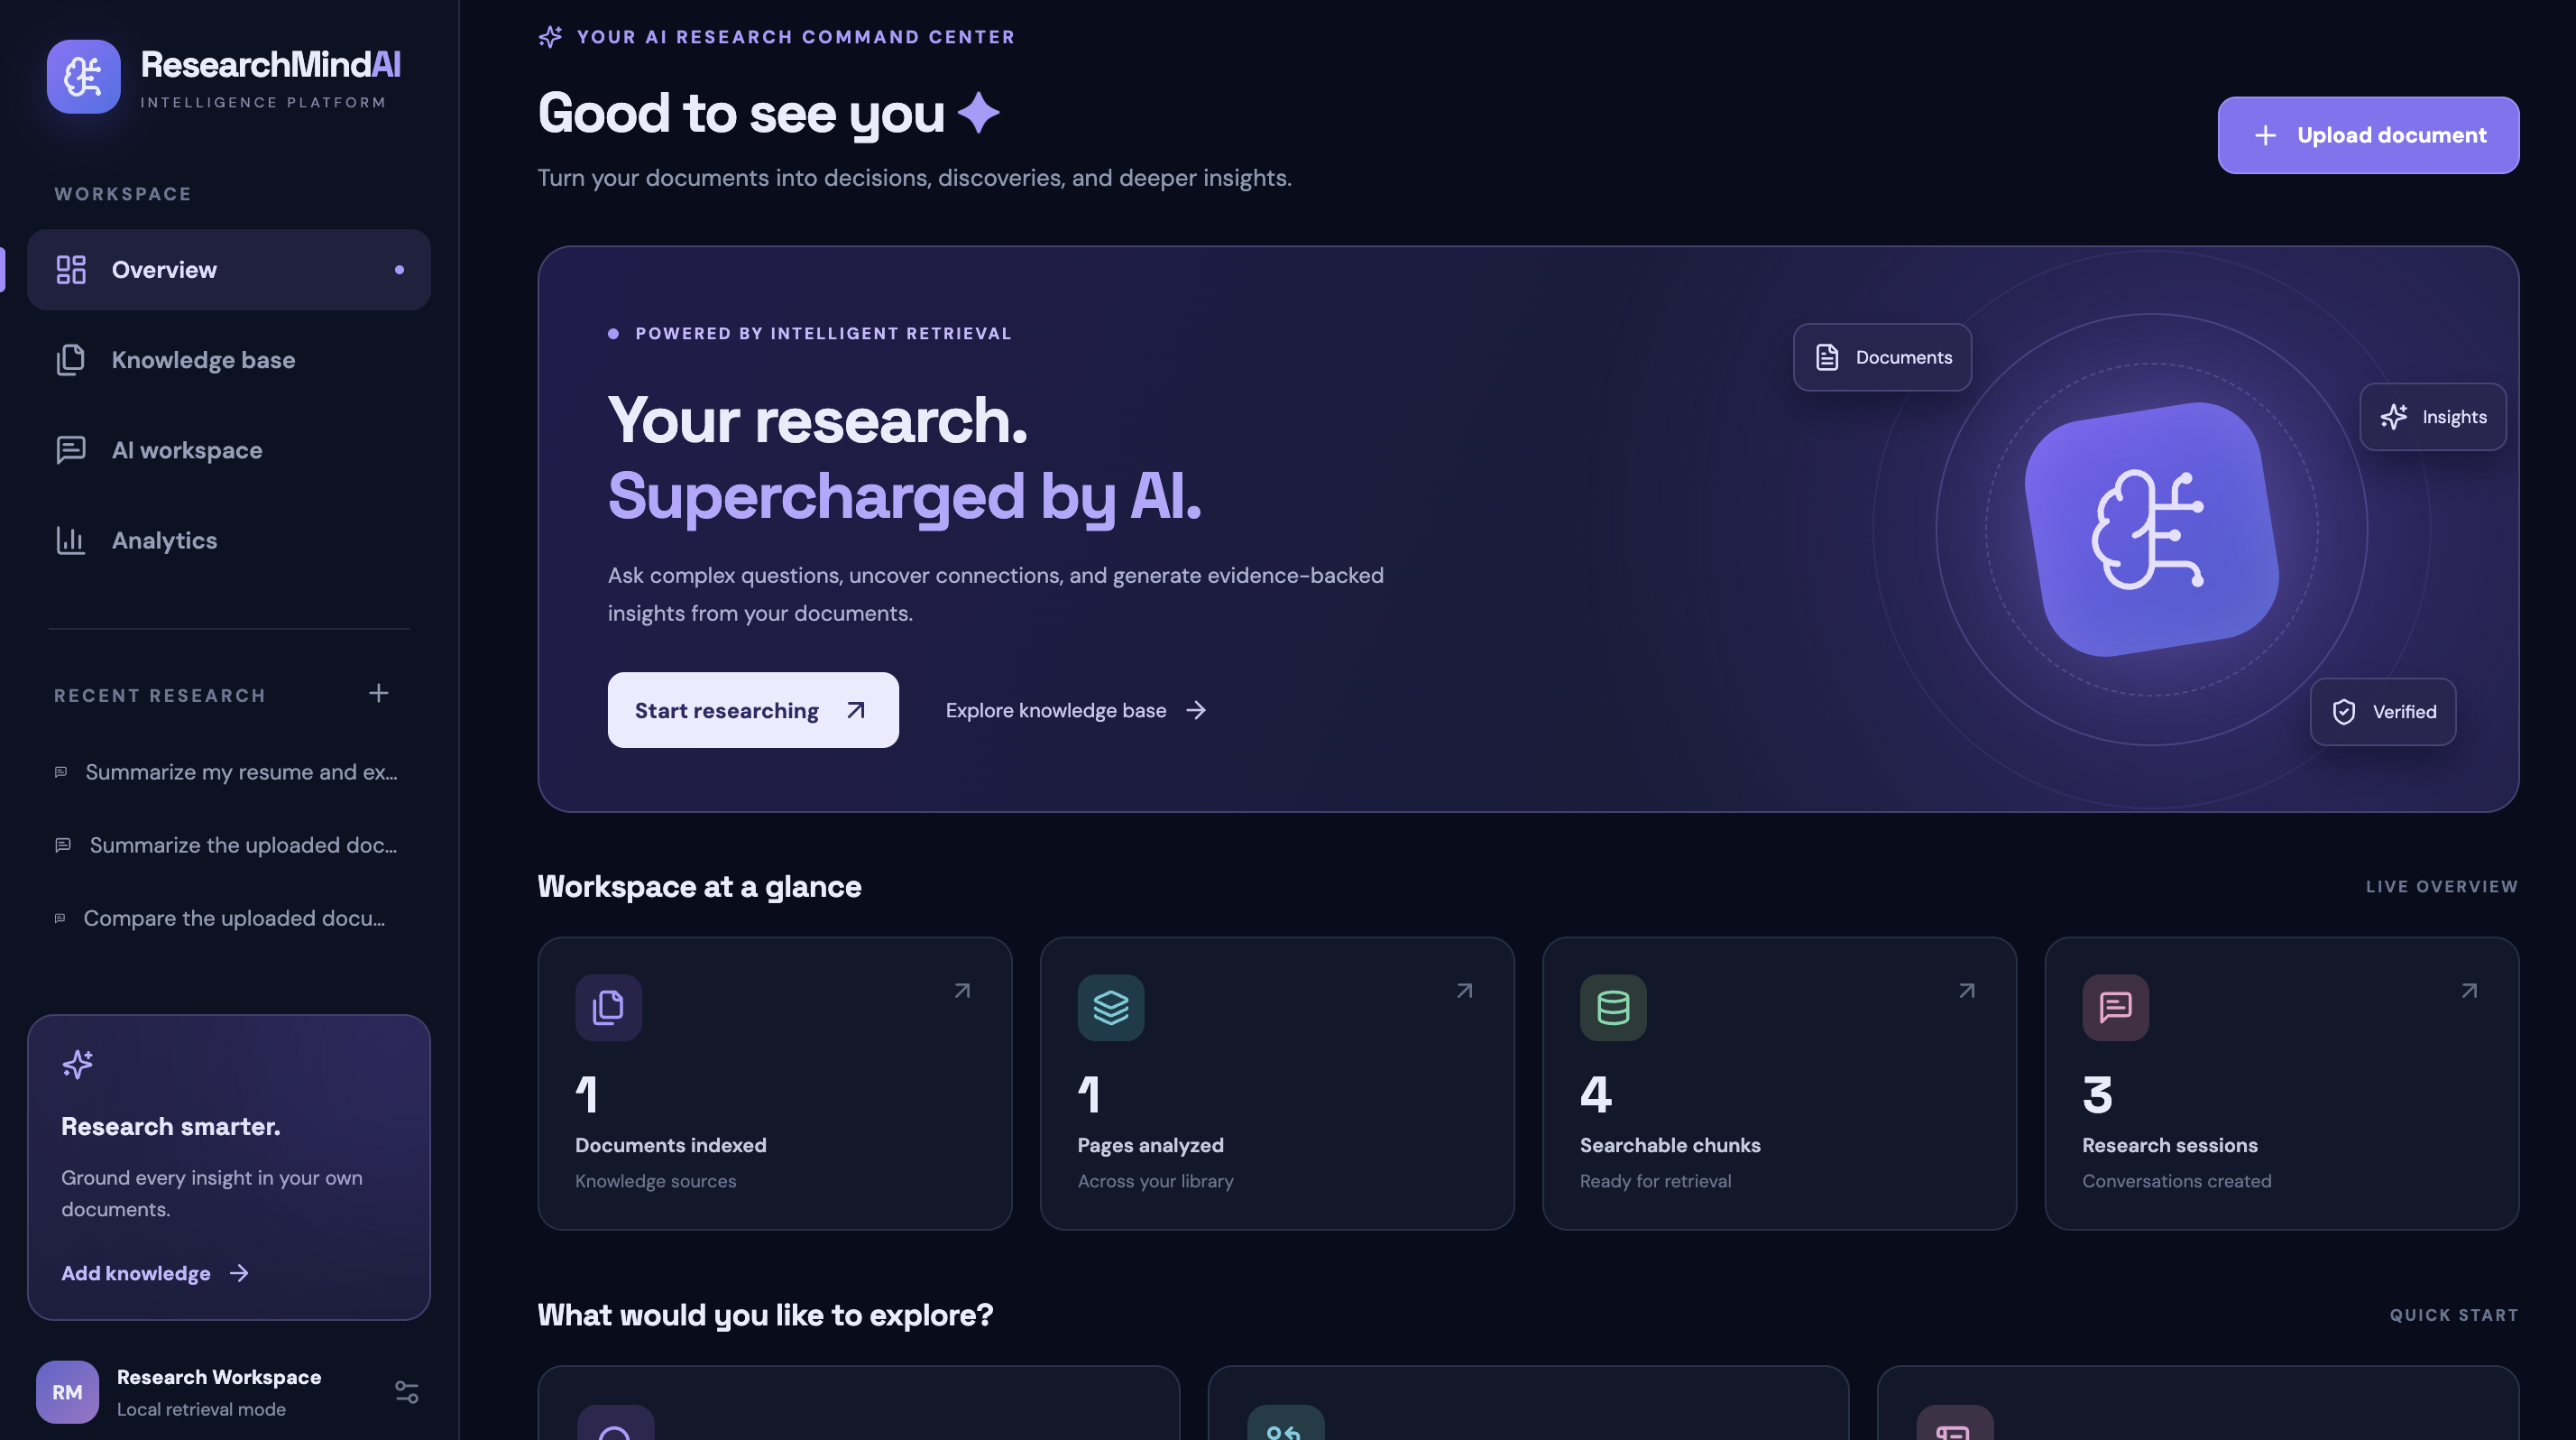 ResearchMindAI
INTELLIGENCE PLATFORM
WORKSPACE
Overview
Knowledge base
AI workspace
Analytics
RECENT RESEARCH
Summarize my resume and ex...
Summarize the uploaded doc...
Compare the uploaded docu...
Research smarter.
Ground every insight in your own
documents.
Add knowledge
RM
Research Workspace
Local retrieval mode
YOUR AI RESEARCH COMMAND CENTER
Good to see you
Turn your documents into decisions, discoveries, and deeper insights.
Upload document
POWERED BY INTELLIGENT RETRIEVAL
Your research.
Supercharged by AI.
Ask complex questions, uncover connections, and generate evidence-backed
insights from your documents.
Start researching
Explore knowledge base
Documents
Insights
Verified
Workspace at a glance
LIVE OVERVIEW
1
Documents indexed
Knowledge sources
1
Pages analyzed
Across your library
4
Searchable chunks
Ready for retrieval
3
Research sessions
Conversations created
What would you like to explore?
QUICK START